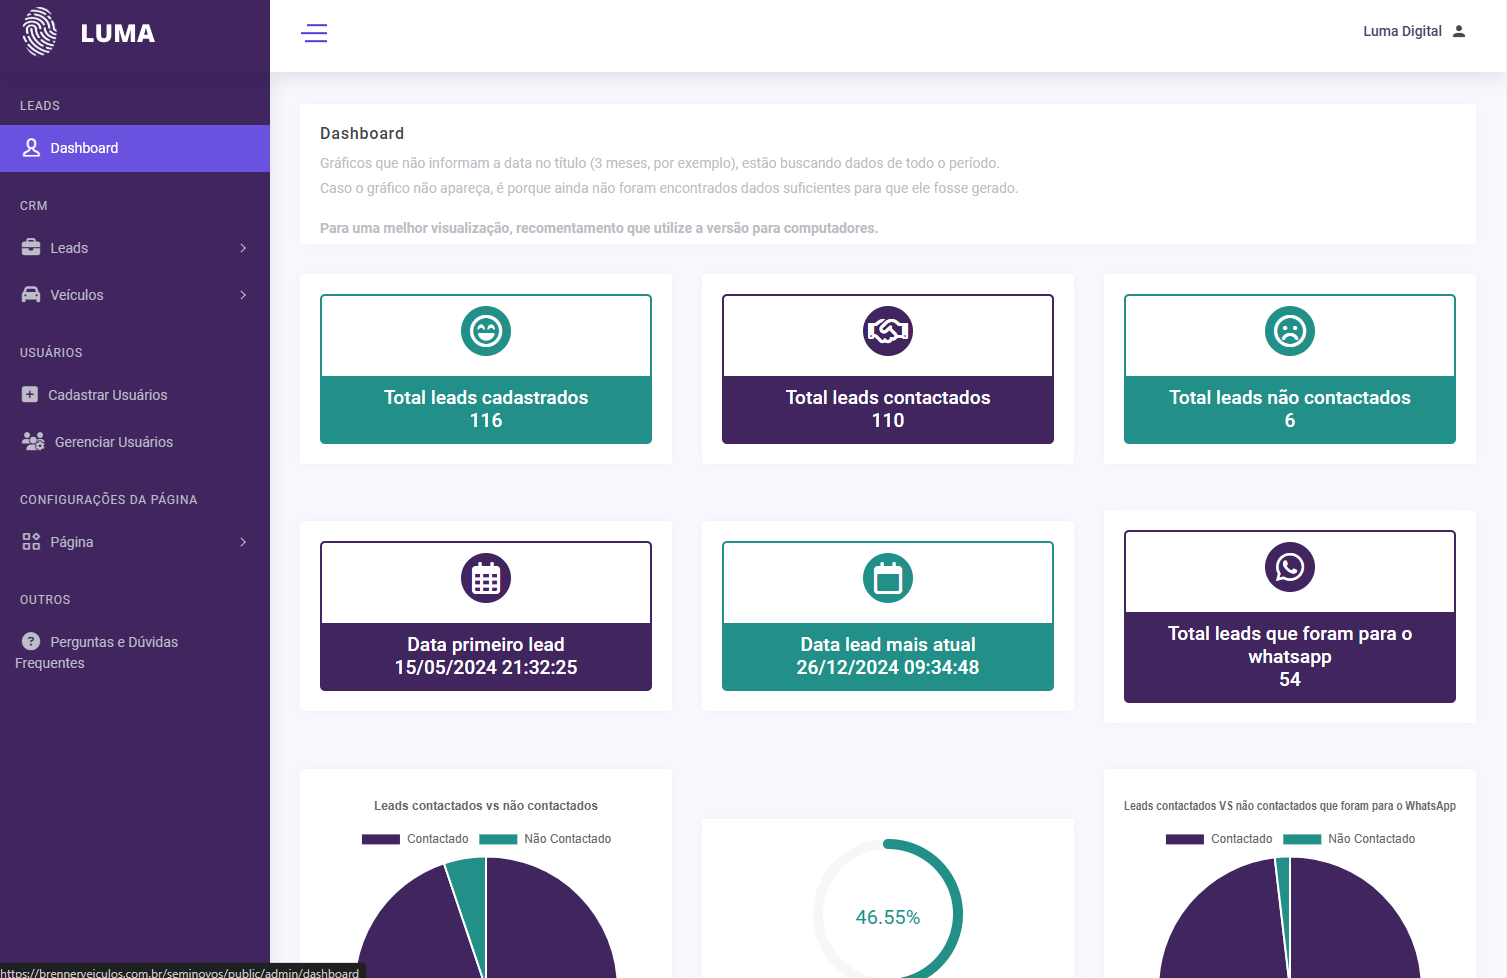 LUMA
Luma Digital
LEADS
Dashboard
CRM
Leads
Veículos
USUÁRIOS
Cadastrar Usuários
Gerenciar Usuários
CONFIGURAÇÕES DA PÁGINA
Página
OUTROS
Perguntas e Dúvidas
Frequentes
Dashboard
Gráficos que não informam a data no título (3 meses, por exemplo), estão buscando dados de todo o período.
Caso o gráfico não apareça, é porque ainda não foram encontrados dados suficientes para que ele fosse gerado.
Para uma melhor visualização, recomentamento que utilize a versão para computadores.
Total leads cadastrados
116
Total leads contactados
110
Total leads não contactados
6
Data primeiro lead
15/05/2024 21:32:25
Data lead mais atual
26/12/2024 09:34:48
Total leads que foram para o
whatsapp
54
Leads contactados vs não contactados
Contactado Não Contactado
46.55%
Leads contactados VS não contactados que foram para o WhatsApp
Contactado Não Contactado
https://brennerveiculos.com.br/seminovos/public/admin/dashboard